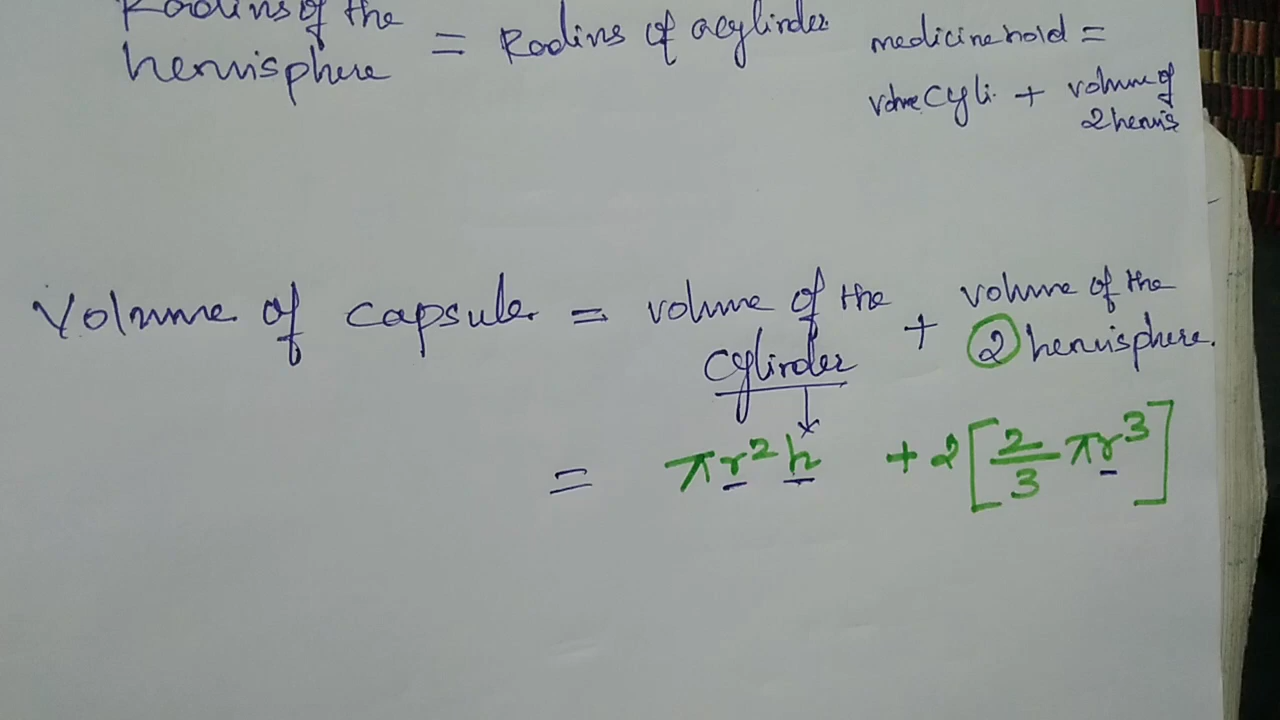 Radius of the
hemisphere = Radius of a cylinder
medicine hold =
volume cyli. + volume of
2 hemis
Volume of capsule. = volume of the cylinder + volume of the 2 hemisphere.
= πr²h + 2[2/3 πr³]